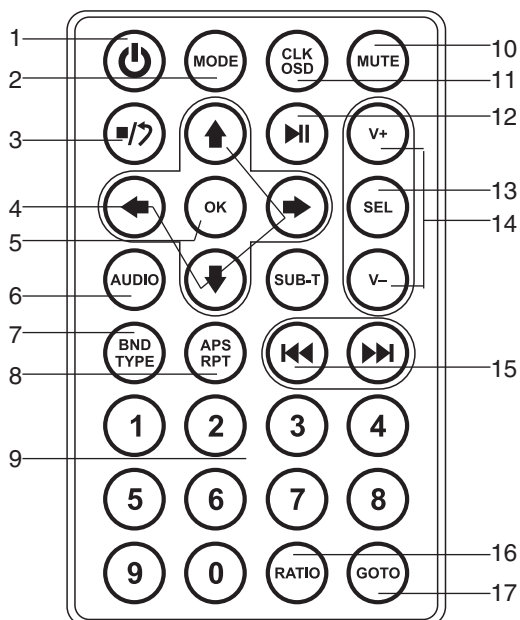 1
2
3
4
5
6
7
8
9
10
11
12
13
14
15
16
17
MODE
CLK
OSD
MUTE
V+
OK
SEL
AUDIO
SUB-T
V–
BND
TYPE
APS
RPT
1 2 3 4
5 6 7 8
9 0 RATIO GOTO